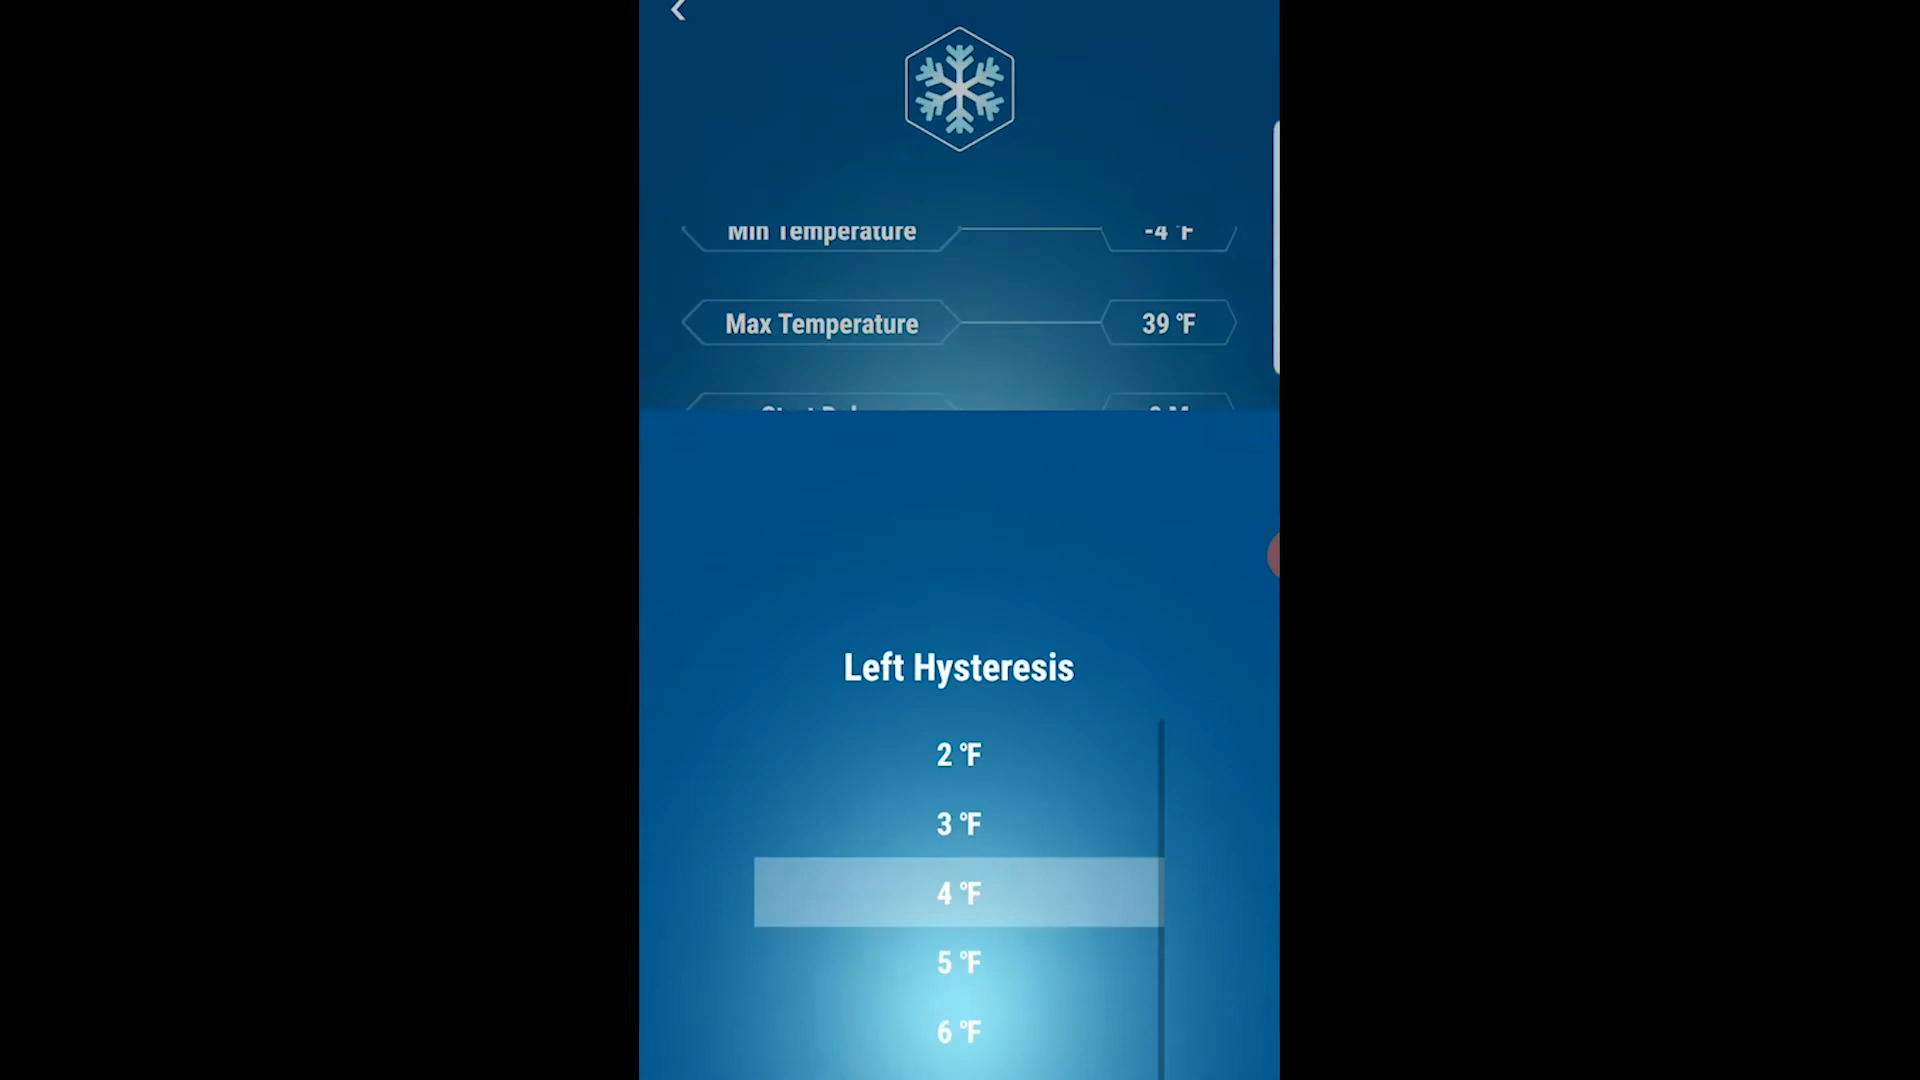 Min Temperature -4 °F
Max Temperature 39 °F
Left Hysteresis
2 °F
3 °F
4 °F
5 °F
6 °F